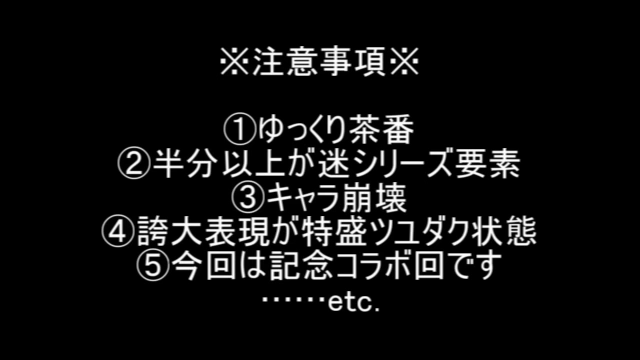 ※注意事項※
①ゆっくり茶番
②半分以上が迷シリーズ要素
③キャラ崩壊
④誇大表現が特盛ツユダク状態
⑤今回は記念コラボ回です
……etc.